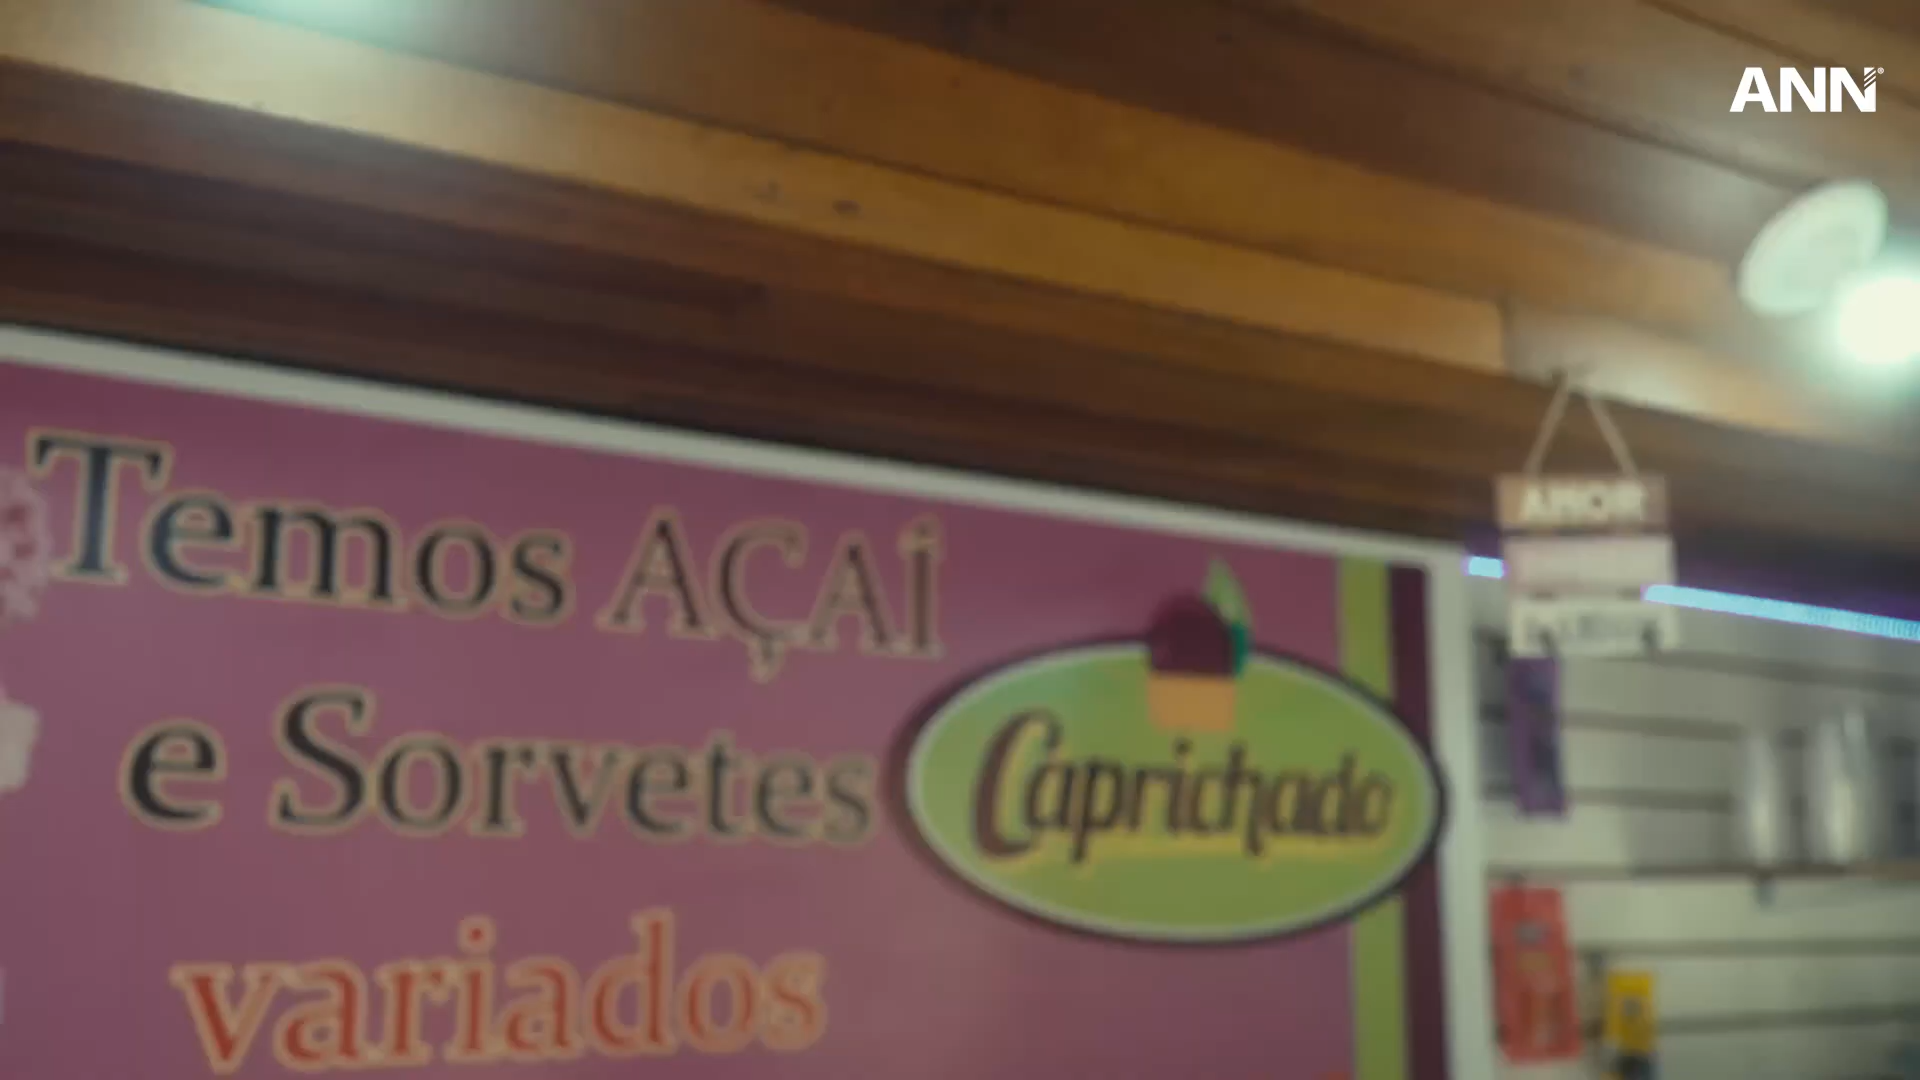 ANN
AMOR
Temos AÇAÍ
e Sorvetes
Caprichado
variados